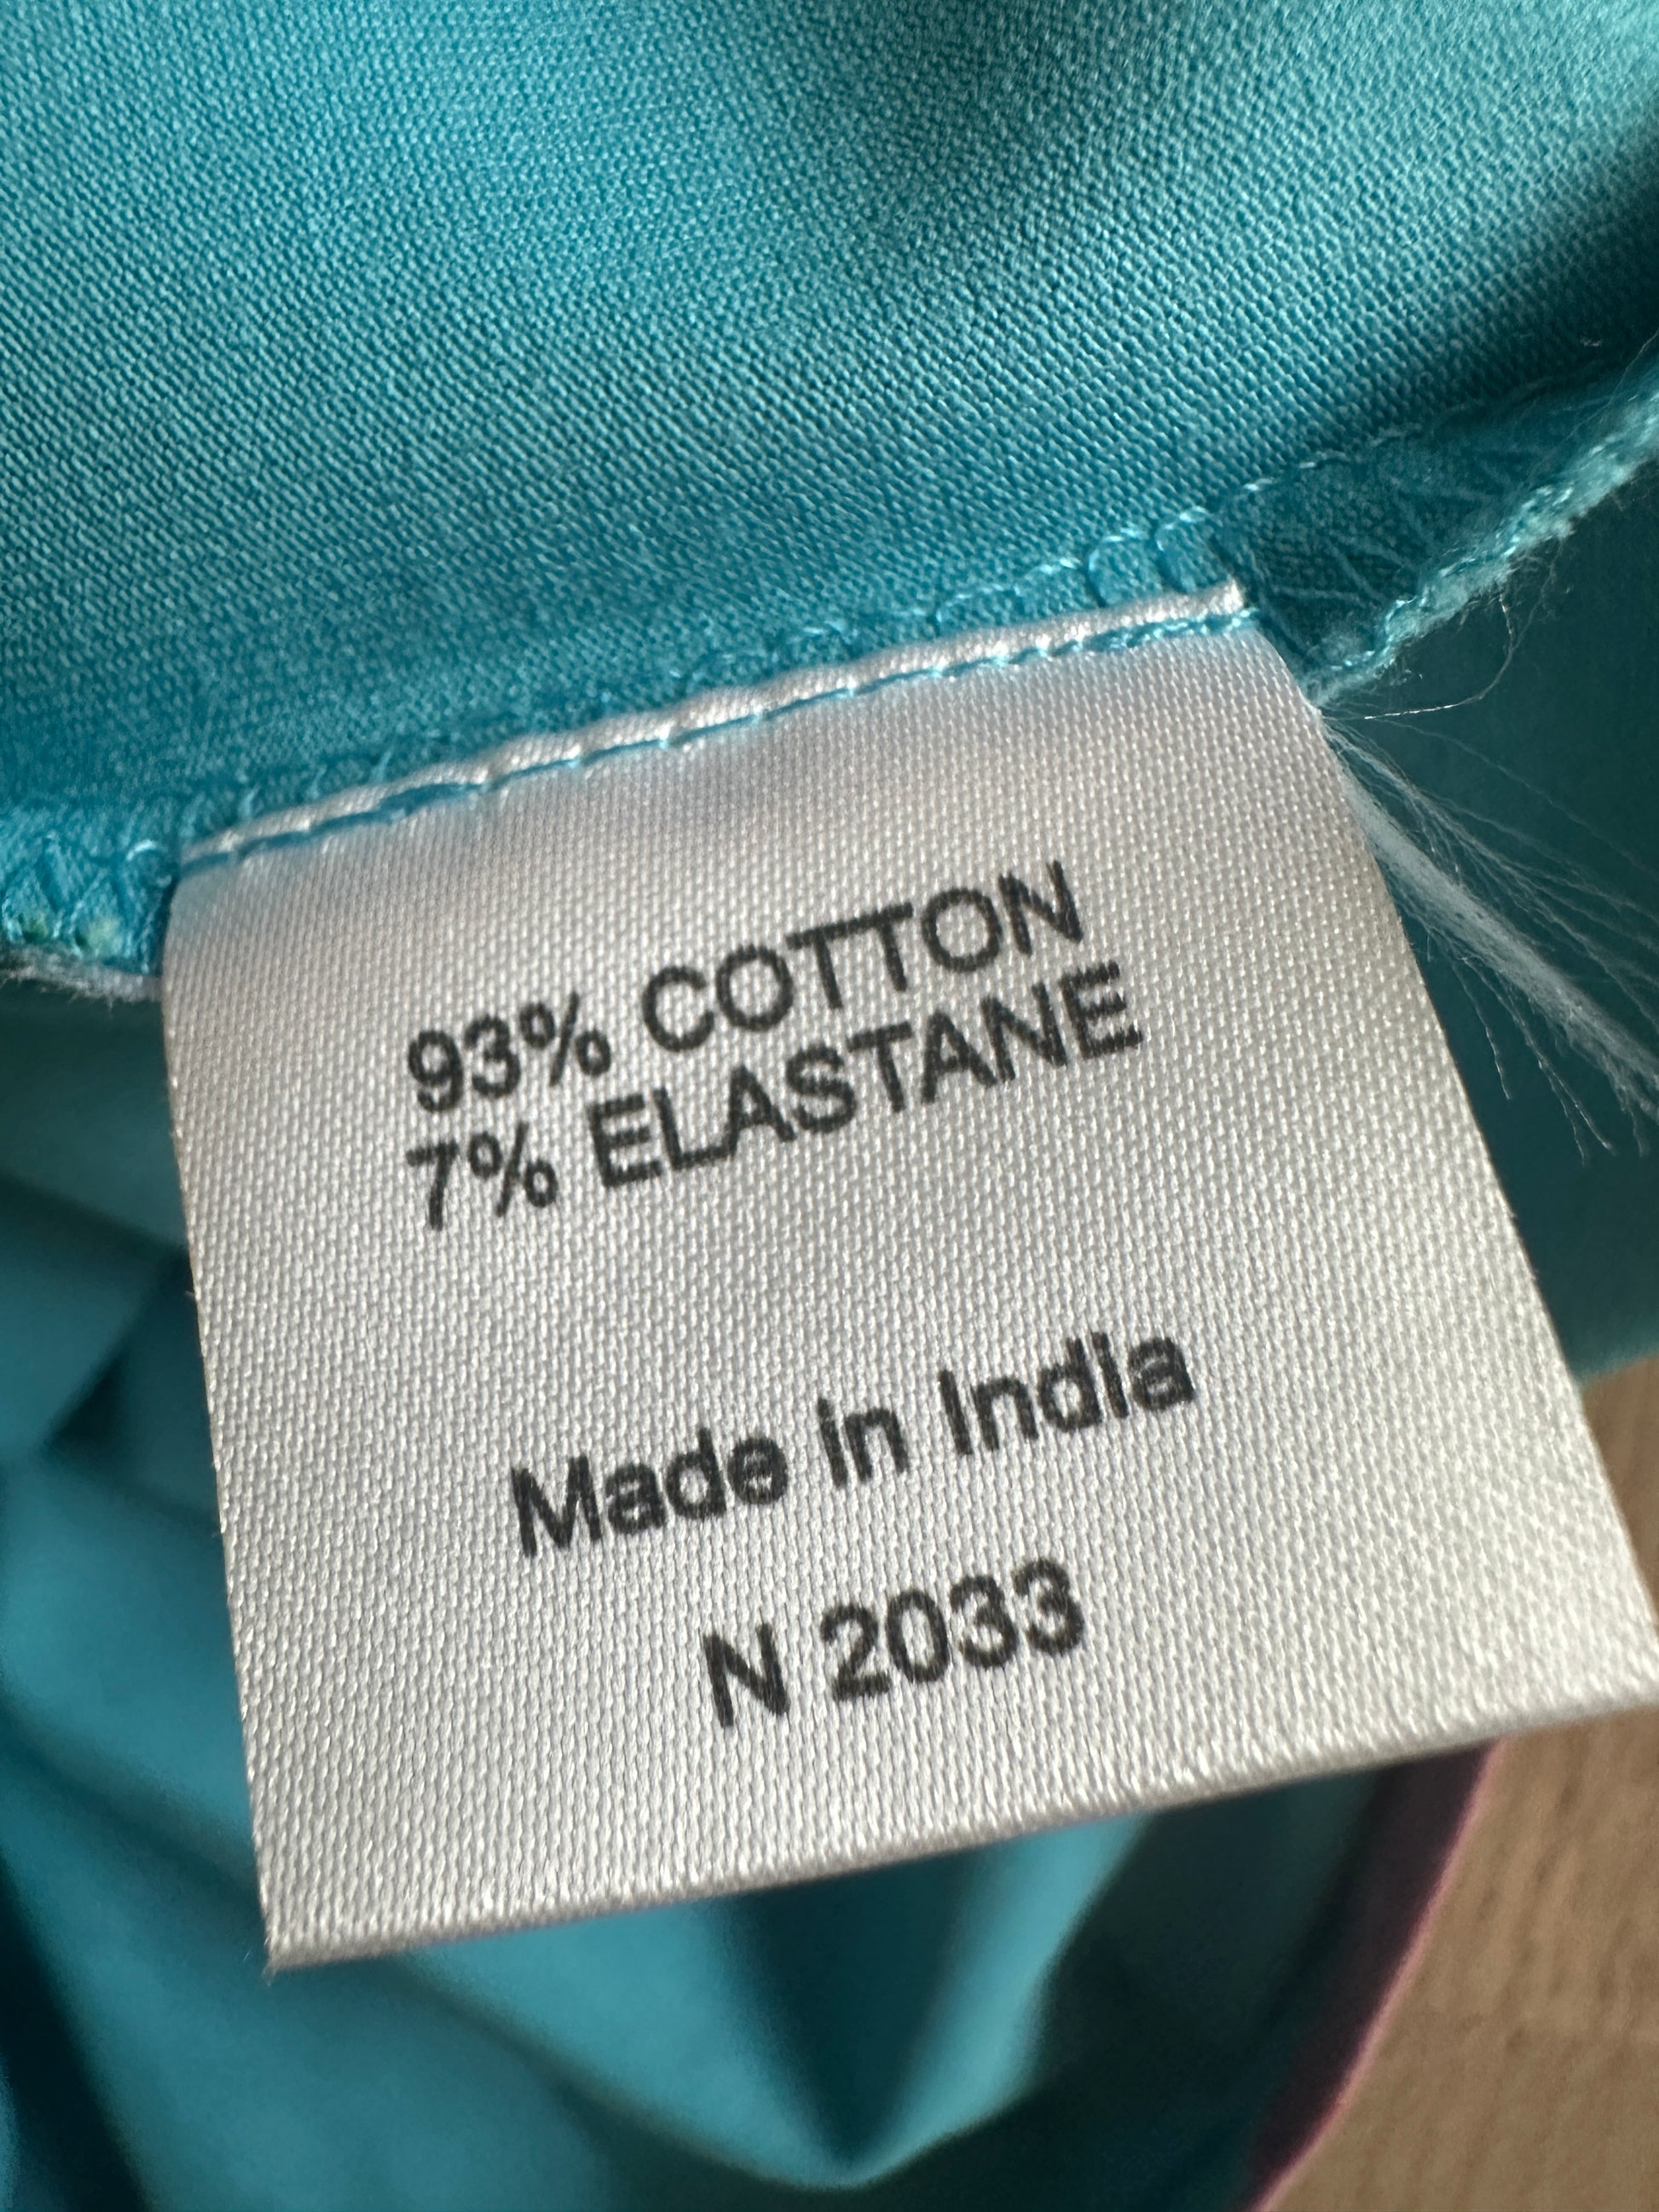 93% COTTON
7% ELASTANE
Made in India
N 2033